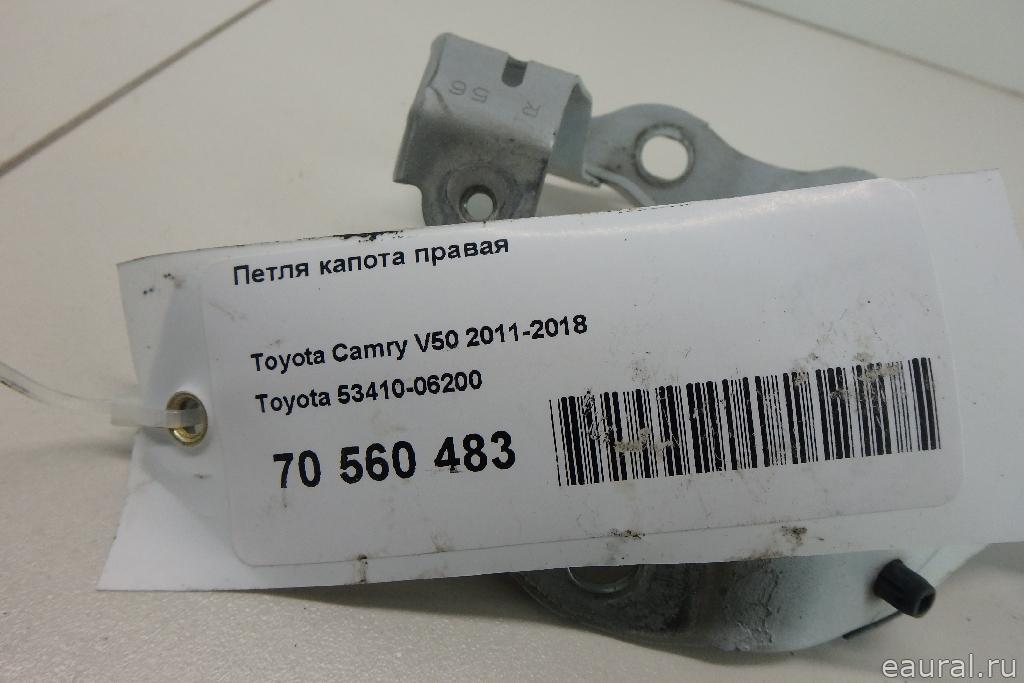 R 56
Петля капота правая
Toyota Camry V50 2011-2018
Toyota 53410-06200
70 560 483
eaural.ru